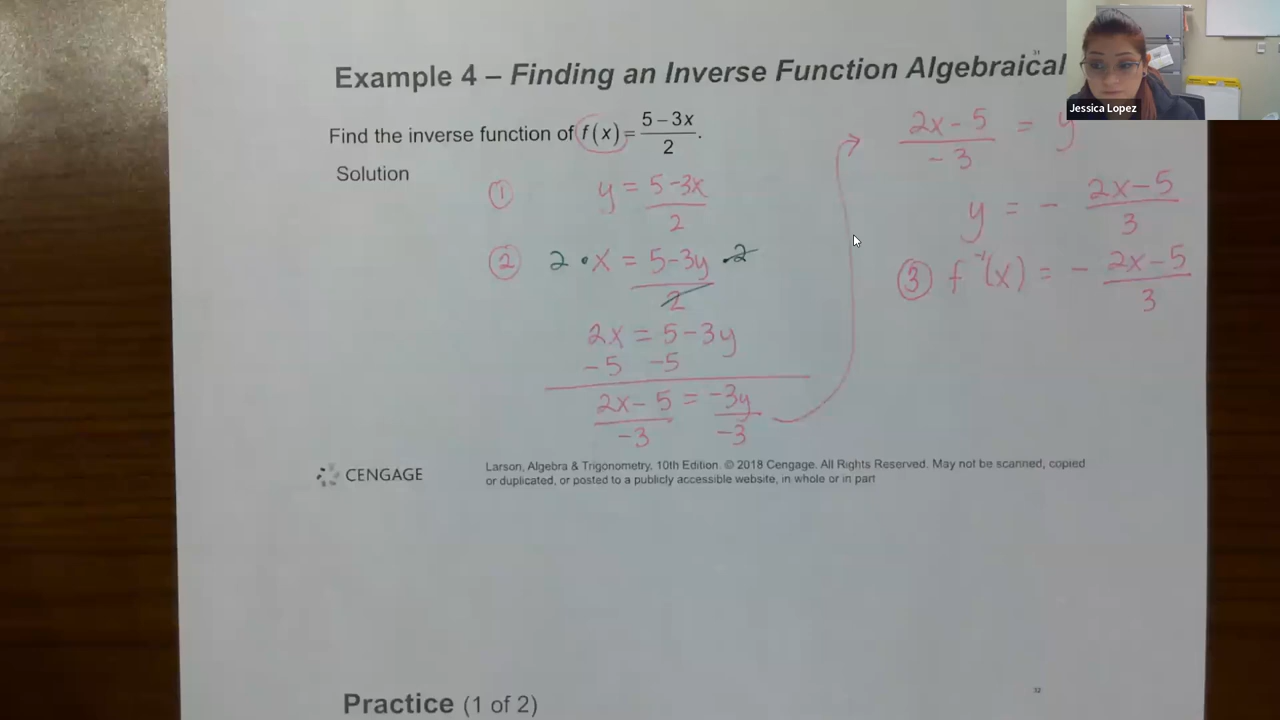 Example 4 – Finding an Inverse Function Algebraical
Jessica Lopez
Find the inverse function of f(x) = (5 – 3x)/2.
Solution
① y = (5-3x)/2
② 2 · x = (5-3y)/2 · 2
2x = 5-3y
-5 -5
(2x-5)/-3 = -3y/-3
(2x-5)/-3 = y
y = - (2x-5)/3
③ f⁻¹(x) = - (2x-5)/3
CENGAGE
Larson, Algebra & Trigonometry, 10th Edition. © 2018 Cengage. All Rights Reserved. May not be scanned, copied
or duplicated, or posted to a publicly accessible website, in whole or in part
32
Practice (1 of 2)